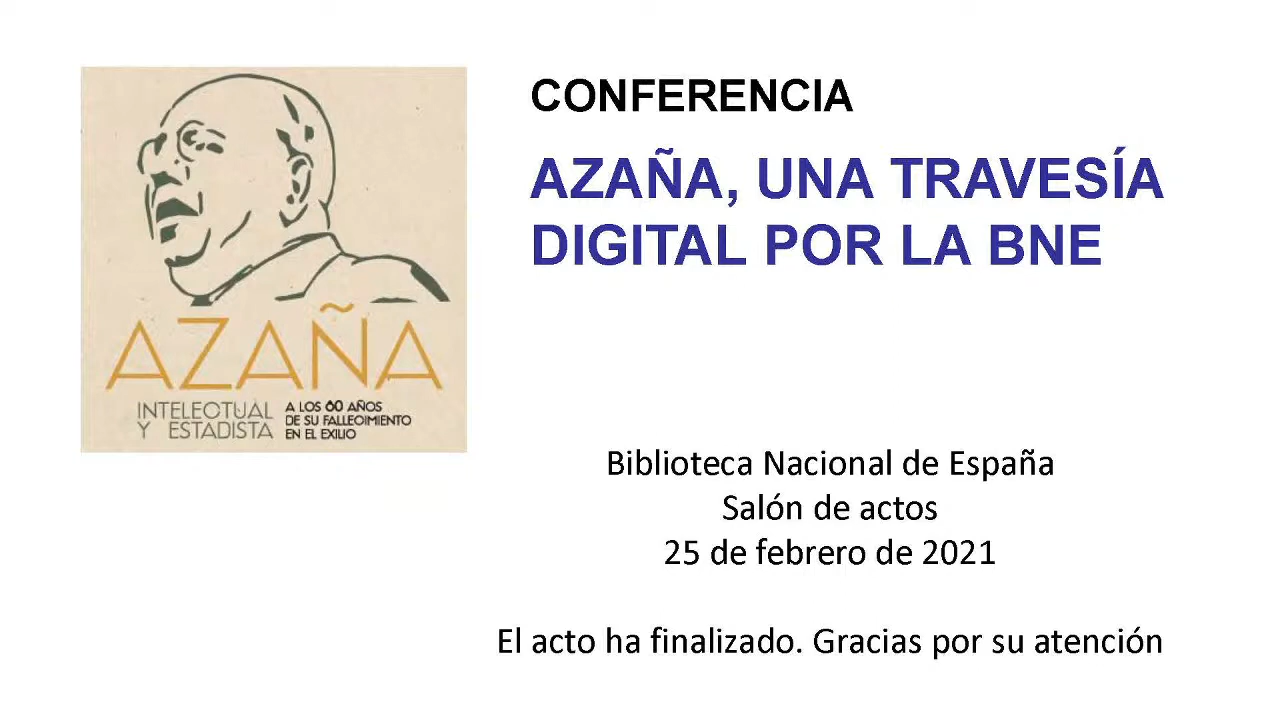 CONFERENCIA
AZAÑA, UNA TRAVESÍA
DIGITAL POR LA BNE
AZAÑA
INTELECTUAL
Y ESTADISTA
A LOS 80 AÑOS
DE SU FALLECIMIENTO
EN EL EXILIO
Biblioteca Nacional de España
Salón de actos
25 de febrero de 2021
El acto ha finalizado. Gracias por su atención